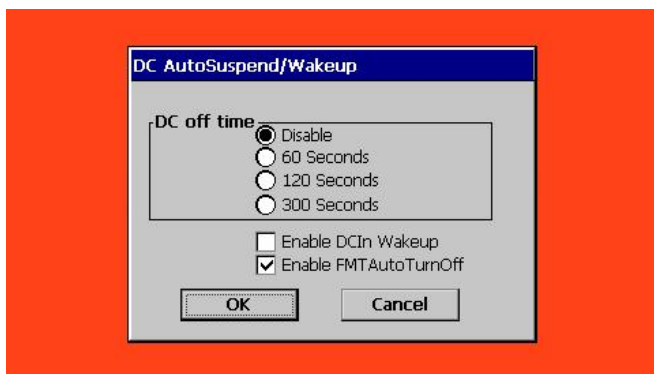 DC AutoSuspend/Wakeup
DC off time
Disable
60 Seconds
120 Seconds
300 Seconds
Enable DCIn Wakeup
Enable FMTAutoTurnOff
OK Cancel